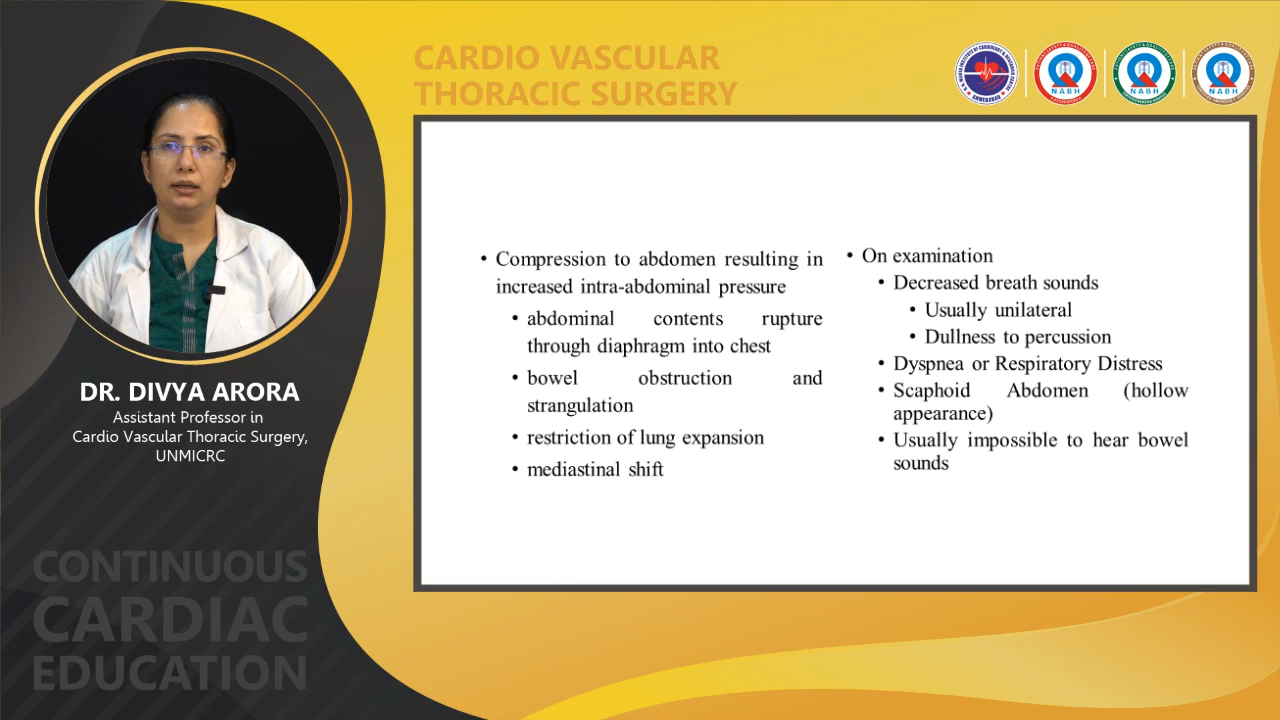 CARDIO VASCULAR
THORACIC SURGERY
NABH
NABH
NABH
DR. DIVYA ARORA
Assistant Professor in
Cardio Vascular Thoracic Surgery,
UNMICRC
CONTINUOUS
CARDIAC
EDUCATION
• Compression to abdomen resulting in
increased intra-abdominal pressure
• abdominal contents rupture
through diaphragm into chest
• bowel obstruction and
strangulation
• restriction of lung expansion
• mediastinal shift
• On examination
• Decreased breath sounds
• Usually unilateral
• Dullness to percussion
• Dyspnea or Respiratory Distress
• Scaphoid Abdomen (hollow
appearance)
• Usually impossible to hear bowel
sounds